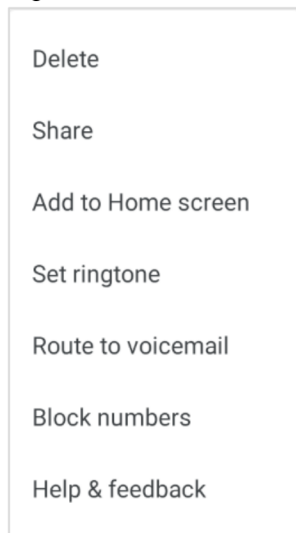 Delete
Share
Add to Home screen
Set ringtone
Route to voicemail
Block numbers
Help & feedback